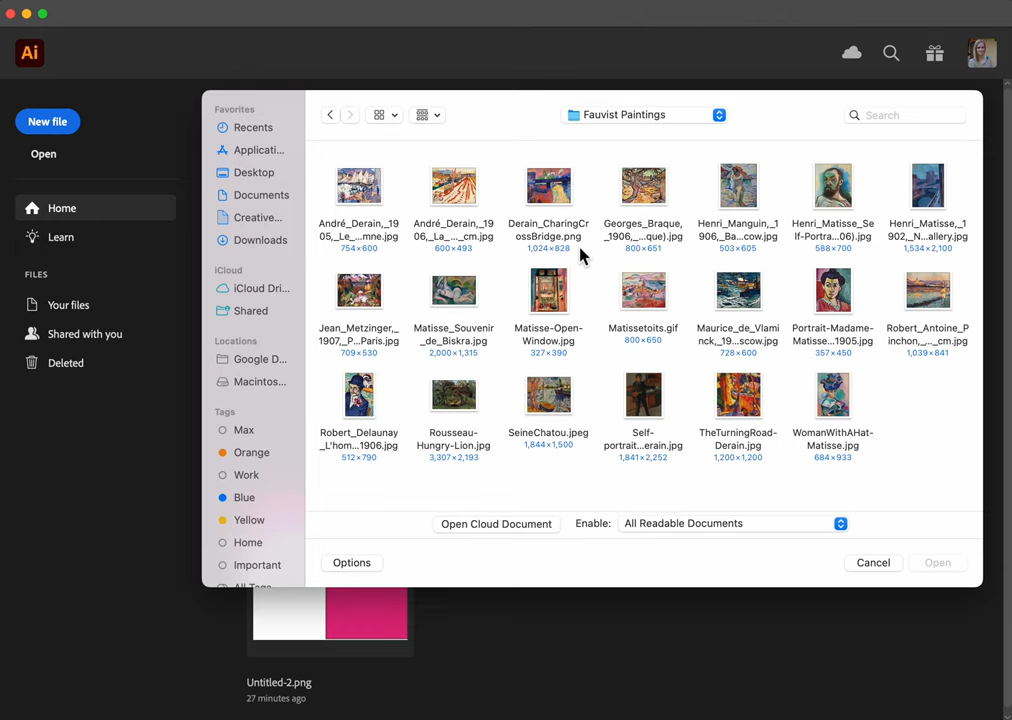 Ai
New file
Open
Home
Learn
FILES
Your files
Shared with you
Deleted
Favorites
Recents
Applicati...
Desktop
Documents
Creative...
Downloads
iCloud
iCloud Dri...
Shared
Locations
Google D...
Macintos...
Tags
Max
Orange
Work
Blue
Yellow
Home
Important
All Tags
Fauvist Paintings
Search
André_Derain,_19
05,_Le_...mne.jpg
754×600
André_Derain,_19
06,_La_..._cm.jpg
600×493
Derain_CharingCr
ossBridge.png
1,024×828
Georges_Braque,
_1906,_...que).jpg
800×651
Henri_Manguin,_1
906,_Ba...cow.jpg
503×605
Henri_Matisse_Se
lf-Portra...06).jpg
588×700
Henri_Matisse,_1
902,_N...allery.jpg
1,534×2,100
Jean_Metzinger,_
1907,_P...Paris.jpg
709×530
Matisse_Souvenir
_de_Biskra.jpg
2,000×1,315
Matisse-Open-
Window.jpg
327×390
Matissetoits.gif
800×650
Maurice_de_Vlami
nck,_19...scow.jpg
728×600
Portrait-Madame-
Matisse...1905.jpg
357×450
Robert_Antoine_P
inchon,_..._cm.jpg
1,039×841
Robert_Delaunay
_L'hom...1906.jpg
512×790
Rousseau-
Hungry-Lion.jpg
3,307×2,193
SeineChatou.jpeg
1,844×1,500
Self-
portrait...erain.jpg
1,841×2,252
TheTurningRoad-
Derain.jpg
1,200×1,200
WomanWithAHat-
Matisse.jpg
684×933
Open Cloud Document
Enable:
All Readable Documents
Options
Cancel
Open
Untitled-2.png
27 minutes ago